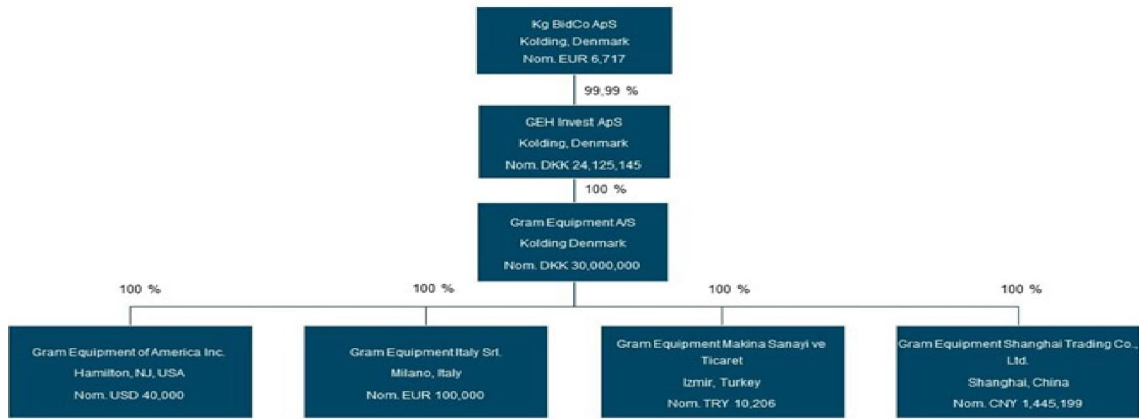 Kg BidCo ApS
Kolding, Denmark
Nom. EUR 6,717
99,99 %
GEH Invest ApS
Kolding, Denmark
Nom. DKK 24,125,145
100 %
Gram Equipment A/S
Kolding Denmark
Nom. DKK 30,000,000
100 %
100 %
100 %
100 %
Gram Equipment of America Inc.
Hamilton, NJ, USA
Nom. USD 40,000
Gram Equipment Italy Srl.
Milano, Italy
Nom. EUR 100,000
Gram Equipment Makina Sanayi ve
Ticaret
Izmir, Turkey
Nom. TRY 10,206
Gram Equipment Shanghai Trading Co.,
Ltd.
Shanghai, China
Nom. CNY 1,445,199